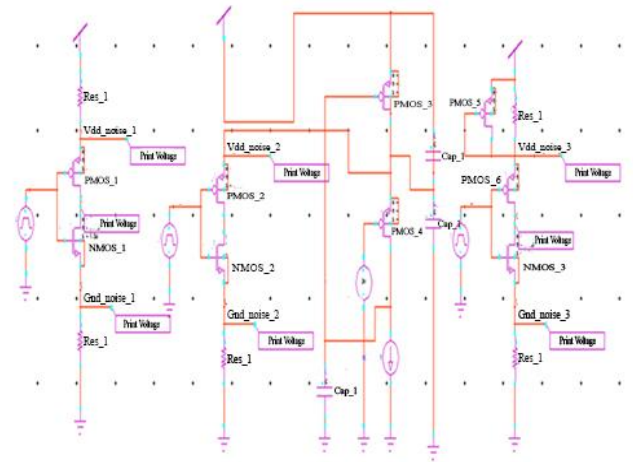 Res_1
Vdd_noise_1
Print Voltage
PMOS_1
Print Voltage
NMOS_1
Gnd_noise_1
Print Voltage
Res_1
Vdd_noise_2
Print Voltage
PMOS_2
NMOS_2
Gnd_noise_2
Print Voltage
Res_1
PMOS_3
Cap_1
PMOS_4
Cap_1
Cap_1
PMOS_5
Res_1
Vdd_noise_3
Print Voltage
PMOS_6
Print Voltage
NMOS_3
Gnd_noise_3
Print Voltage
Res_1